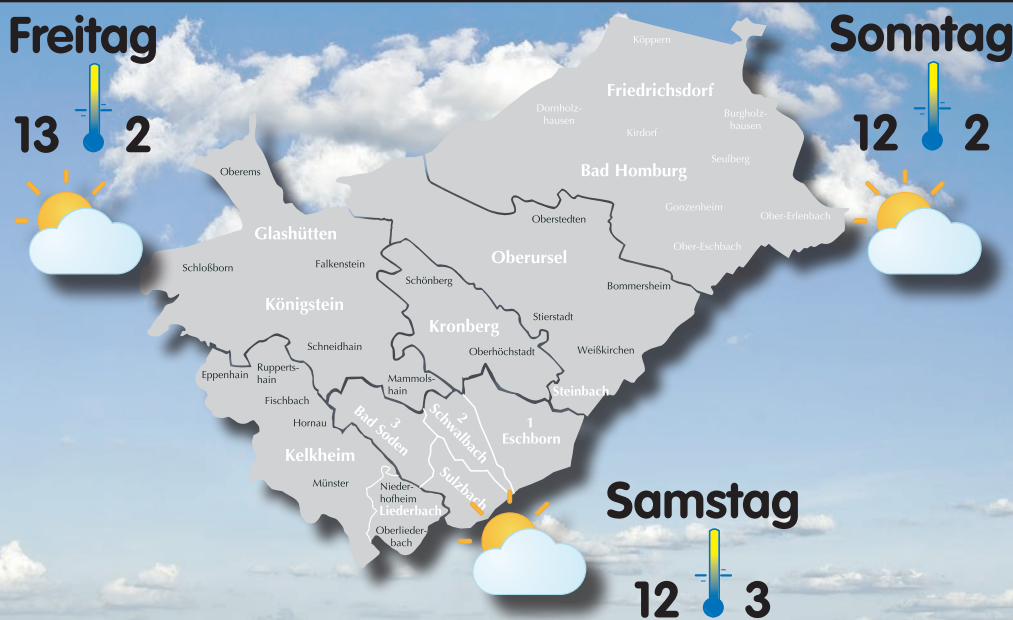 Freitag
13 2
Sonntag
12 2
Köppern
Friedrichsdorf
Dornholz-
hausen
Burgholz-
hausen
Kirdorf
Seulberg
Bad Homburg
Oberems
Gonzenheim
Ober-Erlenbach
Oberstedten
Glashütten
Ober-Eschbach
Oberursel
Schloßborn
Falkenstein
Schönberg
Bommersheim
Königstein
Stierstadt
Kronberg
Schneidhain
Oberhöchstadt
Weißkirchen
Eppenhain
Rupperts-
hain
Mammols-
hain
Steinbach
Fischbach
Hornau
3
Bad Soden
2
Schwalbach
1
Eschborn
Kelkheim
Münster
Sulzbach
Nieder-
hofheim
Liederbach
Oberlieder-
bach
Samstag
12 3